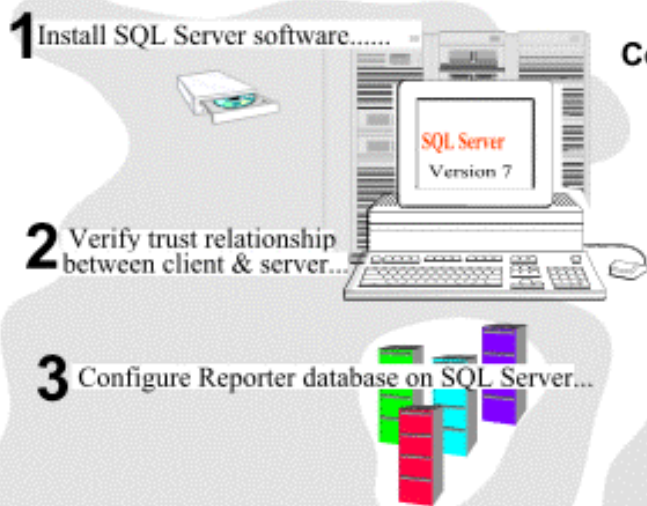 1 Install SQL Server software......
SQL Server
Version 7
2 Verify trust relationship
between client & server...
3 Configure Reporter database on SQL Server...